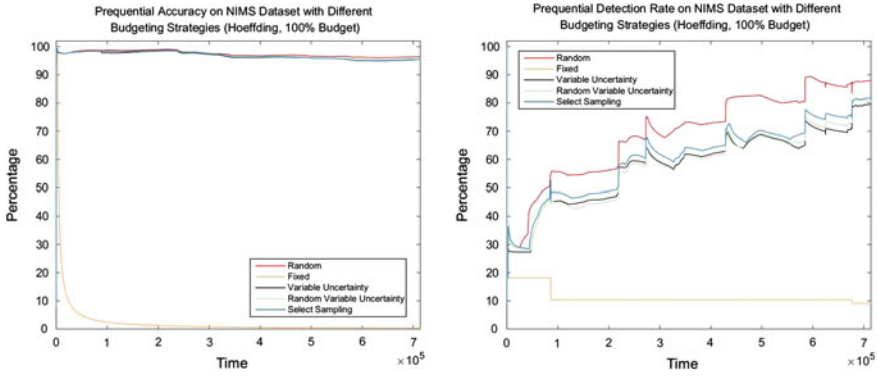 Prequential Accuracy on NIMS Dataset with Different
Budgeting Strategies (Hoeffding, 100% Budget)
100
90
80
70
60
50
40
30
20
10
0
Percentage
Random
Fixed
Variable Uncertainty
Random Variable Uncertainty
Select Sampling
0 1 2 3 4 5 6 7
Time
×10^5
Prequential Detection Rate on NIMS Dataset with Different
Budgeting Strategies (Hoeffding, 100% Budget)
100
90
80
70
60
50
40
30
20
10
0
Percentage
Random
Fixed
Variable Uncertainty
Random Variable Uncertainty
Select Sampling
0 1 2 3 4 5 6 7
Time
×10^5